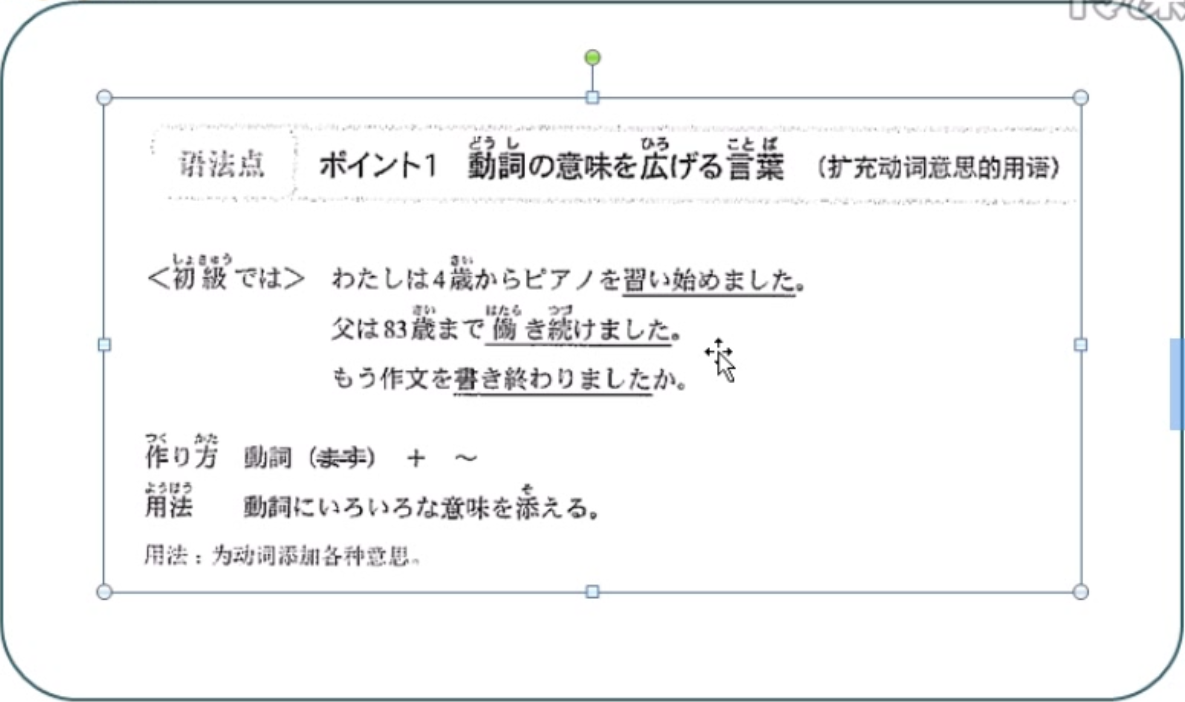 语法点 ポイント1 動詞の意味を広げる言葉 （扩充动词意思的用语）
＜初級では＞ わたしは4歳からピアノを習い始めました。
父は83歳まで働き続けました。
もう作文を書き終わりましたか。
作り方 動詞（ます） ＋ ～
用法 動詞にいろいろな意味を添える。
用法：为动词添加各种意思。